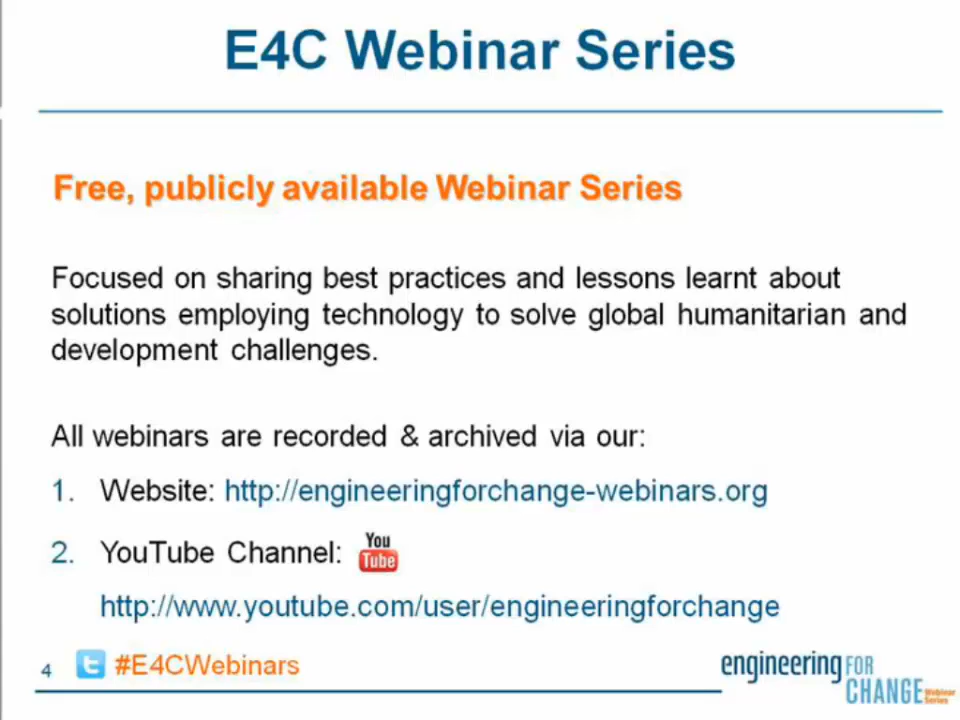 E4C Webinar Series
Free, publicly available Webinar Series
Focused on sharing best practices and lessons learnt about
solutions employing technology to solve global humanitarian and
development challenges.
All webinars are recorded & archived via our:
1. Website: http://engineeringforchange-webinars.org
2. YouTube Channel: You
Tube
http://www.youtube.com/user/engineeringforchange
4 #E4CWebinars
engineering FOR
CHANGE Webinar
Series